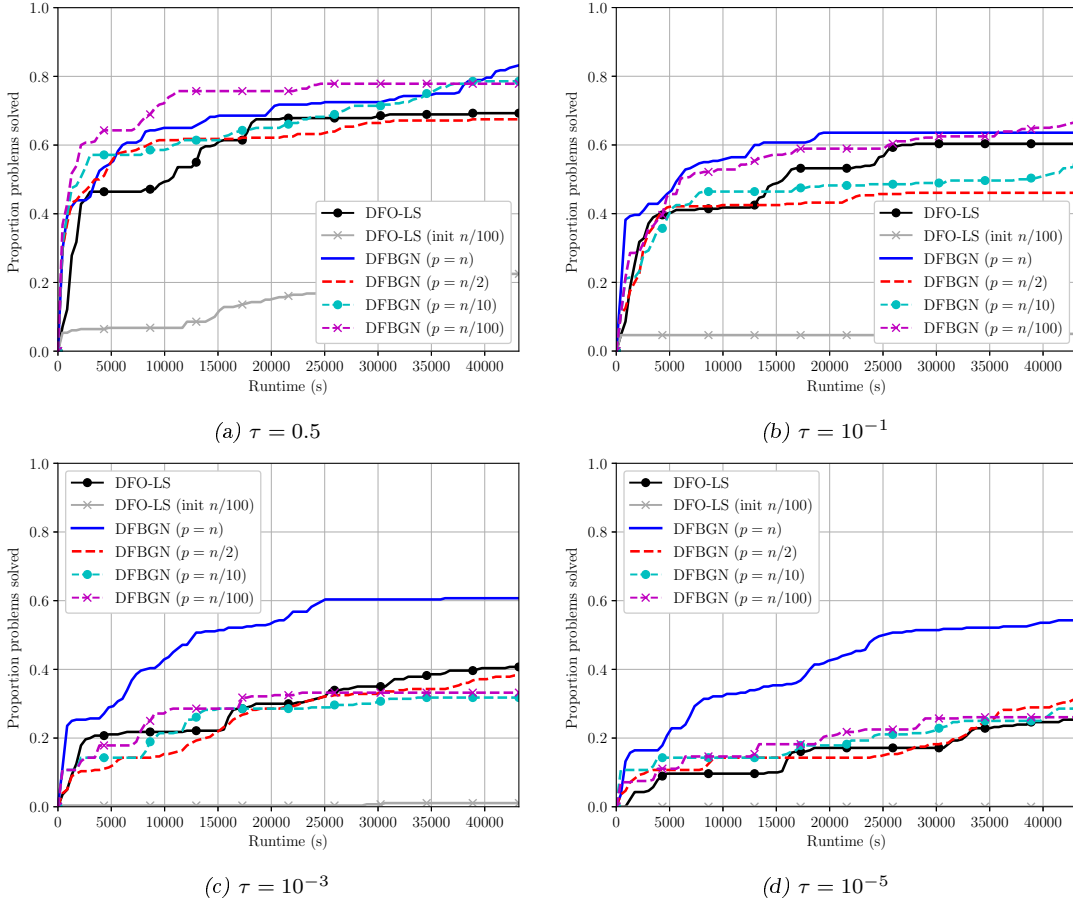 1.0
0.8
0.6
0.4
0.2
0.0
Proportion problems solved
DFO-LS
DFO-LS (init n/100)
DFBGN (p = n)
DFBGN (p = n/2)
DFBGN (p = n/10)
DFBGN (p = n/100)
0 5000 10000 15000 20000 25000 30000 35000 40000
Runtime (s)
(a) τ = 0.5
1.0
0.8
0.6
0.4
0.2
0.0
Proportion problems solved
DFO-LS
DFO-LS (init n/100)
DFBGN (p = n)
DFBGN (p = n/2)
DFBGN (p = n/10)
DFBGN (p = n/100)
0 5000 10000 15000 20000 25000 30000 35000 40000
Runtime (s)
(b) τ = 10⁻¹
1.0
0.8
0.6
0.4
0.2
0.0
Proportion problems solved
DFO-LS
DFO-LS (init n/100)
DFBGN (p = n)
DFBGN (p = n/2)
DFBGN (p = n/10)
DFBGN (p = n/100)
0 5000 10000 15000 20000 25000 30000 35000 40000
Runtime (s)
(c) τ = 10⁻³
1.0
0.8
0.6
0.4
0.2
0.0
Proportion problems solved
DFO-LS
DFO-LS (init n/100)
DFBGN (p = n)
DFBGN (p = n/2)
DFBGN (p = n/10)
DFBGN (p = n/100)
0 5000 10000 15000 20000 25000 30000 35000 40000
Runtime (s)
(d) τ = 10⁻⁵